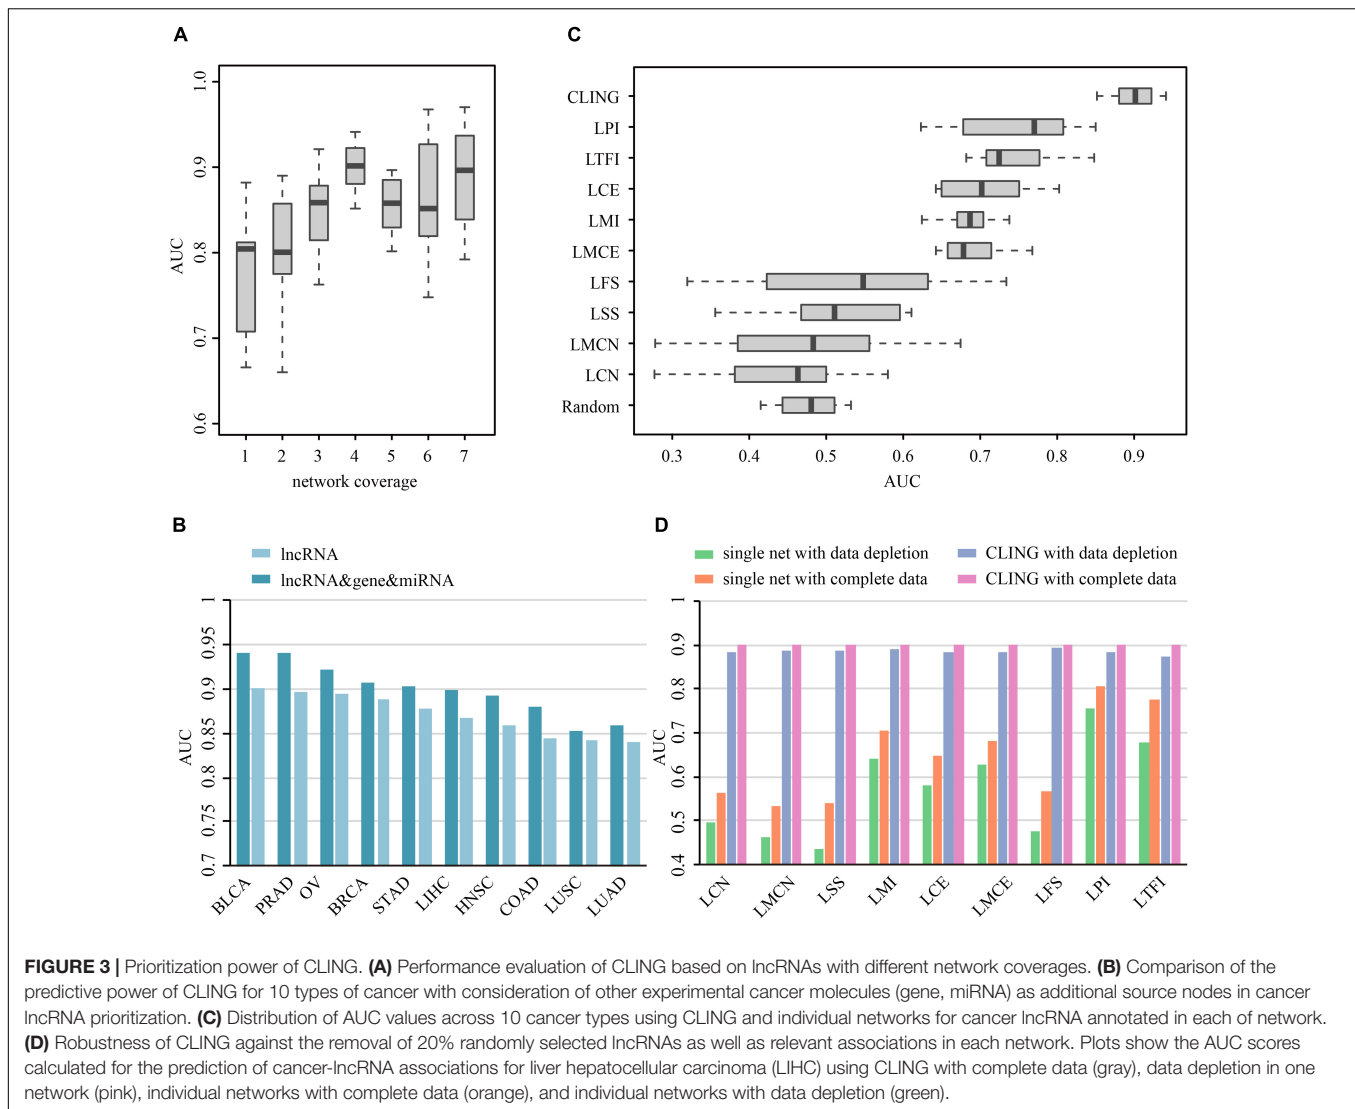 A
1.0
0.9
0.8
0.7
0.6
AUC
1 2 3 4 5 6 7
network coverage
C
CLING
LPI
LTFI
LCE
LMI
LMCE
LFS
LSS
LMCN
LCN
Random
0.3 0.4 0.5 0.6 0.7 0.8 0.9
AUC
B
lncRNA
lncRNA&gene&miRNA
1
0.95
0.9
0.85
0.8
0.75
0.7
AUC
BLCA PRAD OV BRCA STAD LIHC HNSC COAD LUSC LUAD
D
single net with data depletion CLING with data depletion
single net with complete data CLING with complete data
1
0.9
0.8
0.7
0.6
0.5
0.4
AUC
LCN LMCN LSS LMI LCE LMCE LFS LPI LTFI
FIGURE 3 | Prioritization power of CLING. (A) Performance evaluation of CLING based on lncRNAs with different network coverages. (B) Comparison of the
predictive power of CLING for 10 types of cancer with consideration of other experimental cancer molecules (gene, miRNA) as additional source nodes in cancer
lncRNA prioritization. (C) Distribution of AUC values across 10 cancer types using CLING and individual networks for cancer lncRNA annotated in each of network.
(D) Robustness of CLING against the removal of 20% randomly selected lncRNAs as well as relevant associations in each network. Plots show the AUC scores
calculated for the prediction of cancer-lncRNA associations for liver hepatocellular carcinoma (LIHC) using CLING with complete data (gray), data depletion in one
network (pink), individual networks with complete data (orange), and individual networks with data depletion (green).